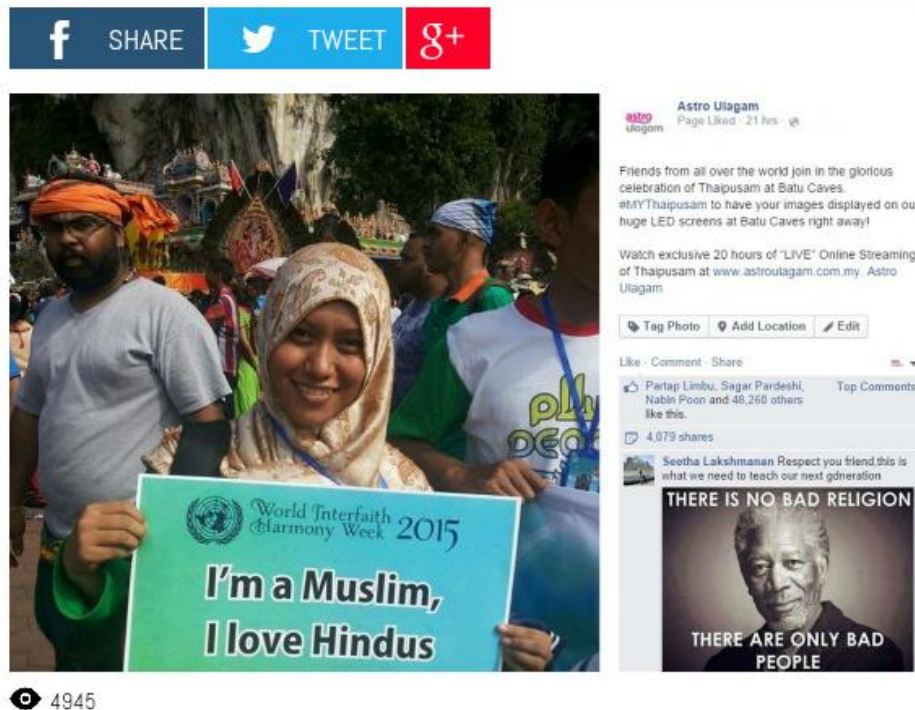 f SHARE
TWEET
g+
World Interfaith
Harmony Week 2015
I'm a Muslim,
I love Hindus
PLAY
astro
ulagam
Astro Ulagam
Page Liked · 21 hrs ·
Friends from all over the world join in the glorious
celebration of Thaipusam at Batu Caves.
#MYThaipusam to have your images displayed on ou
huge LED screens at Batu Caves right away!
Watch exclusive 20 hours of "LIVE" Online Streaming
of Thaipusam at www.astroulagam.com.my. Astro
Ulagam
Tag Photo Add Location Edit
Like · Comment · Share
Partap Limbu, Sagar Pardeshi,
Nabin Poon and 48,260 others
like this.
Top Comments
4,079 shares
Seetha Lakshmanan Respect you friend,this is
what we need to teach our next gdneration
THERE IS NO BAD RELIGION
THERE ARE ONLY BAD
PEOPLE
4945